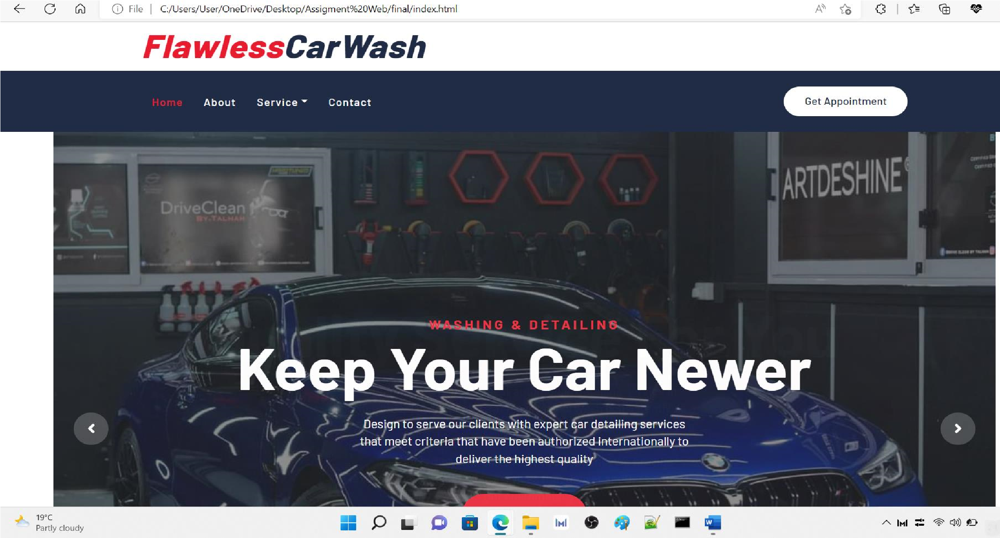 File
C:/Users/User/OneDrive/Desktop/Assigment%20Web/final/index.html
FlawlessCarWash
Home About Service Contact
Get Appointment
DriveClean
BY.TALHAH
ARTDESHINE®
WASHING & DETAILING
Keep Your Car Newer
Design to serve our clients with expert car detailing services
that meet criteria that have been authorized internationally to
deliver the highest quality
19°C
Partly cloudy